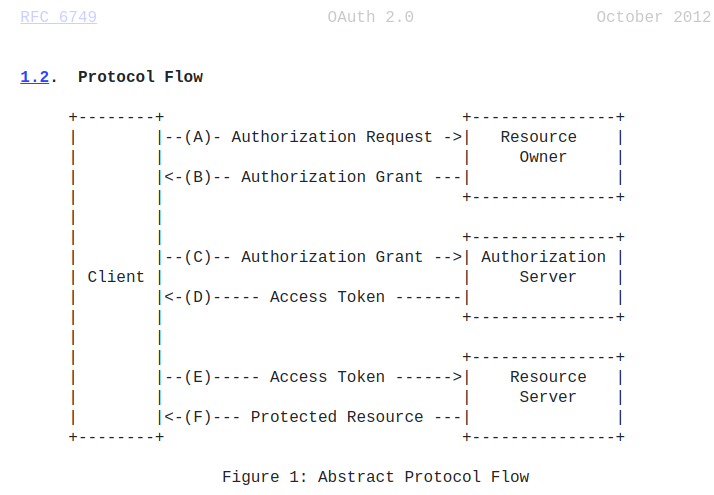 RFC 6749                        OAuth 2.0                   October 2012
1.2.  Protocol Flow
     +--------+                               +---------------+
     |        |--(A)- Authorization Request ->|   Resource    |
     |        |                               |     Owner     |
     |        |<-(B)-- Authorization Grant ---|               |
     |        |                               +---------------+
     |        |
     |        |                               +---------------+
     |        |--(C)-- Authorization Grant -->| Authorization |
     | Client |                               |     Server    |
     |        |<-(D)----- Access Token -------|               |
     |        |                               +---------------+
     |        |
     |        |                               +---------------+
     |        |--(E)----- Access Token ------>|    Resource   |
     |        |                               |     Server    |
     |        |<-(F)--- Protected Resource ---|               |
     +--------+                               +---------------+
                     Figure 1: Abstract Protocol Flow